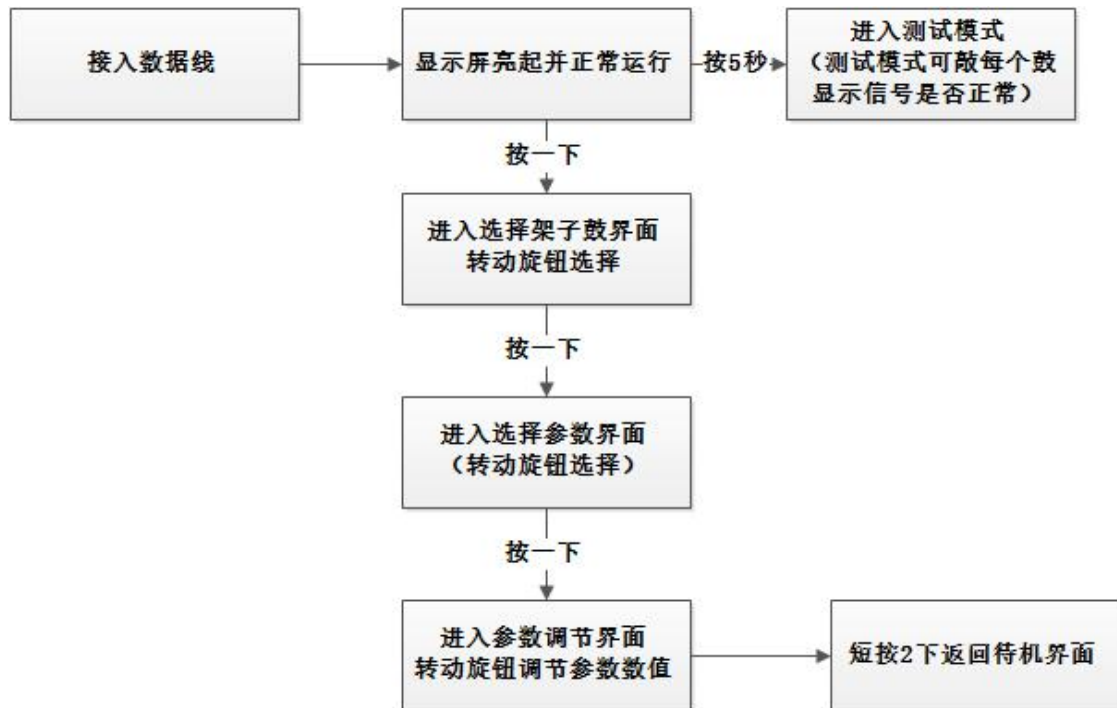 接入数据线
显示屏亮起并正常运行
按5秒
进入测试模式
（测试模式可敲每个鼓
显示信号是否正常）
按一下
进入选择架子鼓界面
转动旋钮选择
按一下
进入选择参数界面
（转动旋钮选择）
按一下
进入参数调节界面
转动旋钮调节参数数值
短按2下返回待机界面